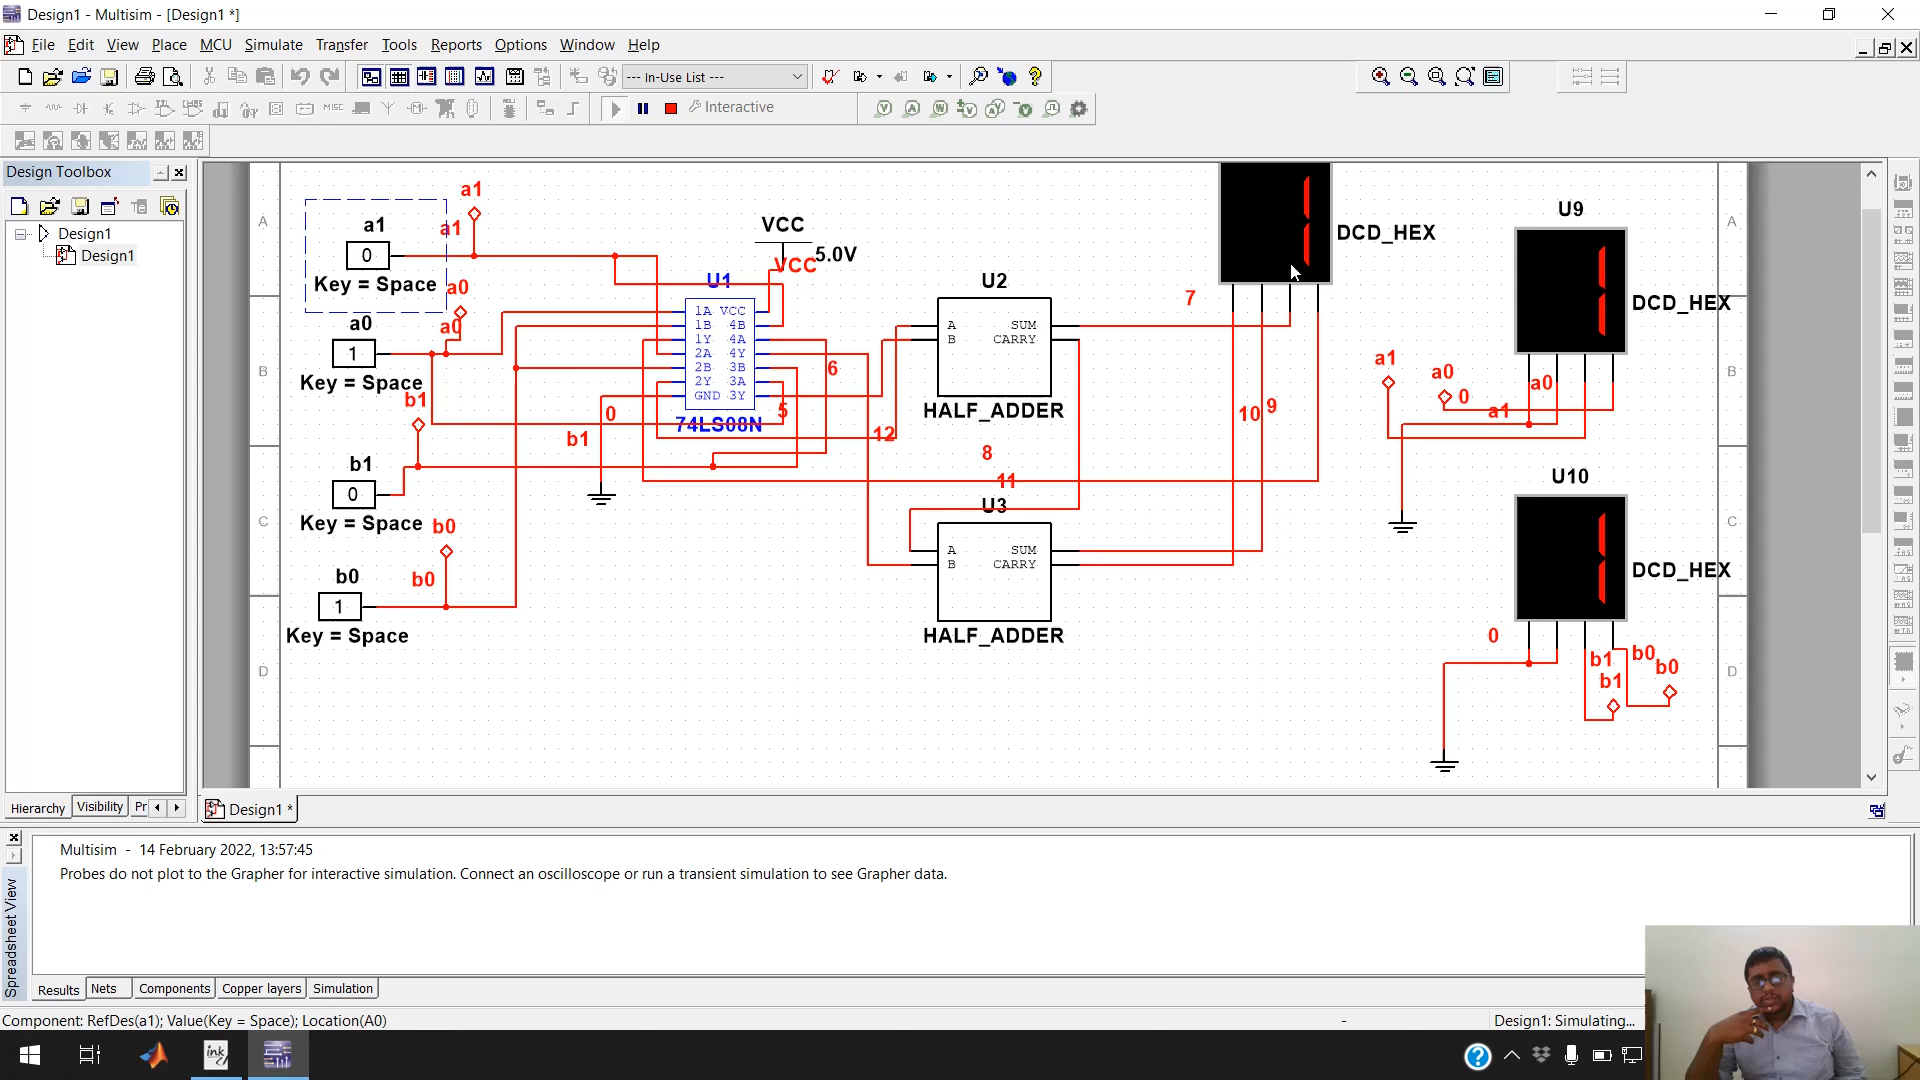 Design1 - Multisim - [Design1 *]
File Edit View Place MCU Simulate Transfer Tools Reports Options Window Help
--- In-Use List ---
MISC Interactive
Design Toolbox
Design1
Design1
Hierarchy Visibility Pr
A
B
C
D
a1
a1
a1
0
Key = Space
a0
a0
a0
1
Key = Space
b1
b1
b1
0
Key = Space
b0
b0
b0
1
Key = Space
VCC
5.0V
VCC
U1
1A VCC
1B 4B
1Y 4A
2A 4Y
2B 3B
2Y 3A
GND 3Y
74LS08N
0
5
6
12
U2
A SUM
B CARRY
HALF_ADDER
8
11
U3
A SUM
B CARRY
HALF_ADDER
7
10
9
1
DCD_HEX
U9
1
DCD_HEX
a1
a0
0
a0
a1
U10
1
DCD_HEX
0
b1
b0
b0
b1
A
B
C
D
Design1 *
Spreadsheet View
Multisim - 14 February 2022, 13:57:45
Probes do not plot to the Grapher for interactive simulation. Connect an oscilloscope or run a transient simulation to see Grapher data.
Results Nets Components Copper layers Simulation
Component: RefDes(a1); Value(Key = Space); Location(A0)
-
Design1: Simulating...
ink